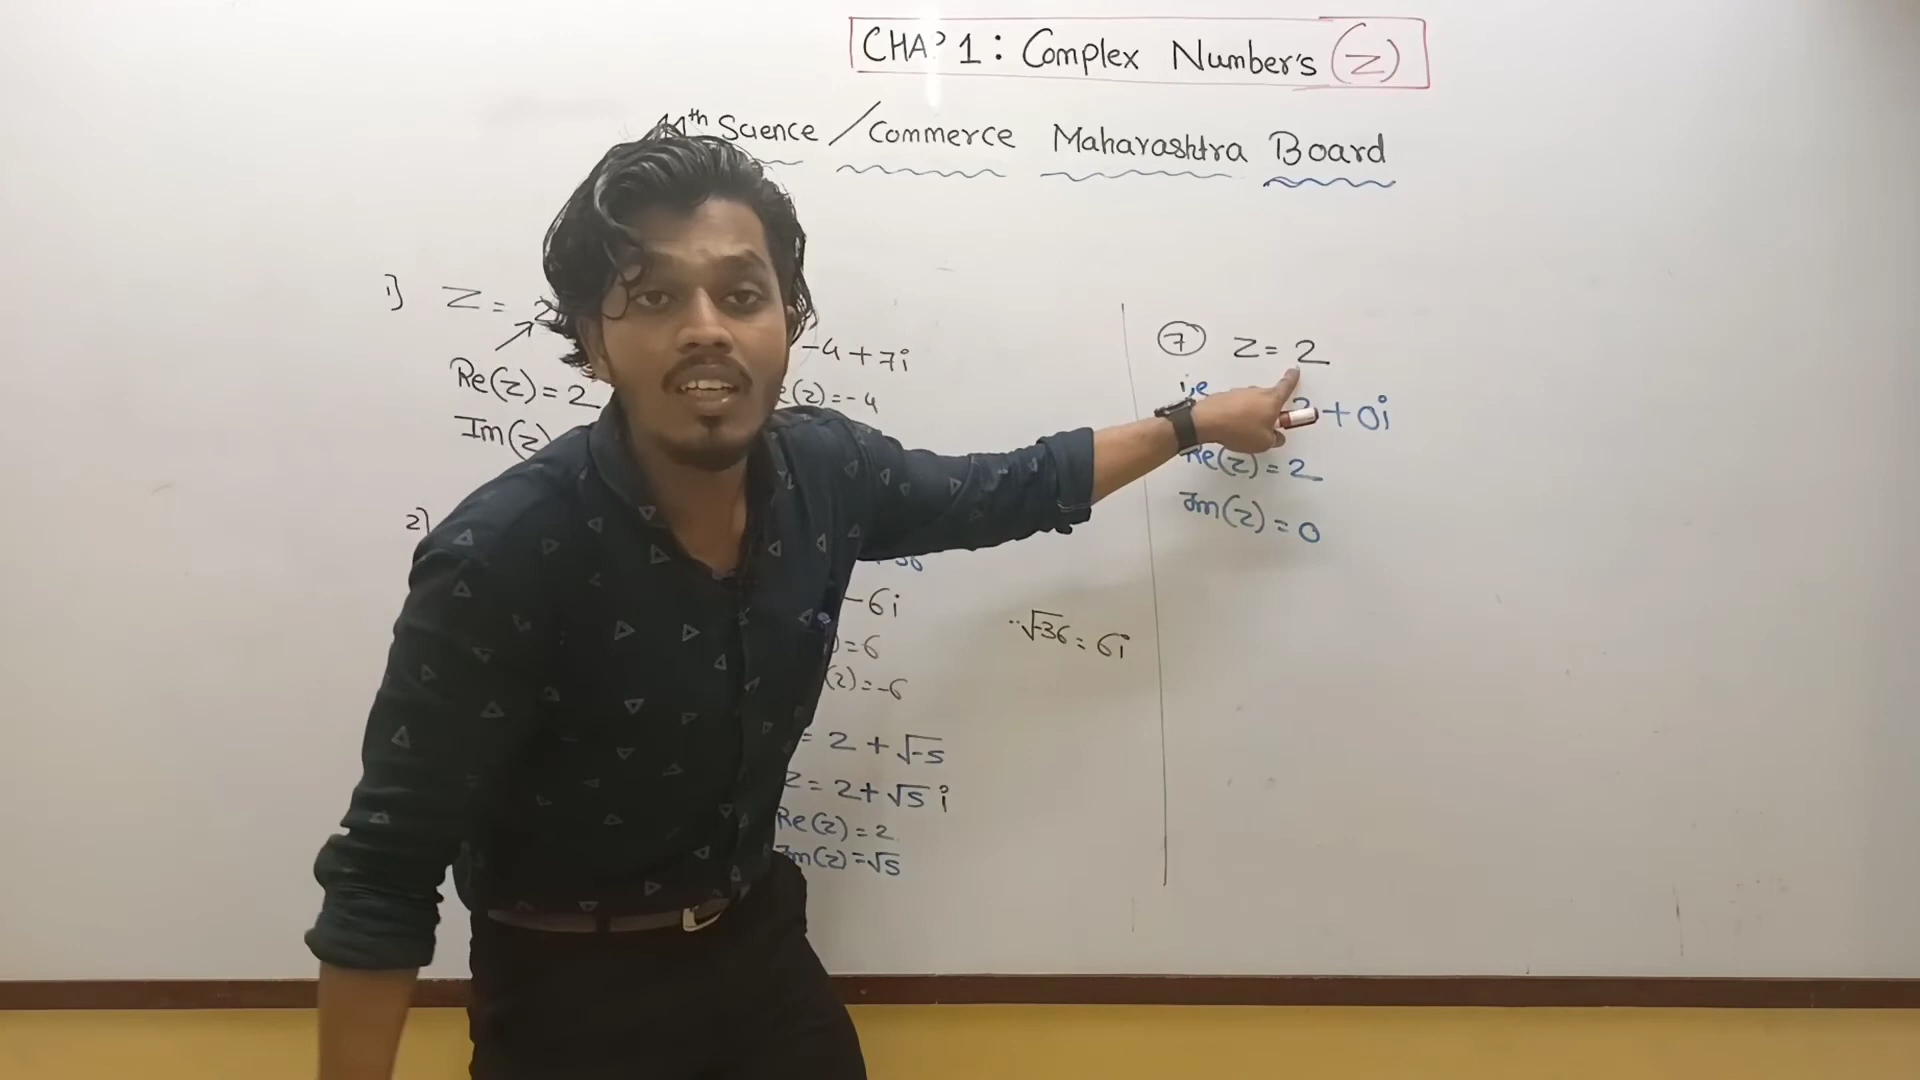 CHAP 1 : Complex Number's (z)
11th Science / Commerce Maharashtra Board
1) Z = 2
Re(z) = 2
Im(z)
2)
-4 + 7i
(z) = -4
- 6i
) = 6
(z) = -6
√-36 = 6i
= 2 + √-5
z = 2 + √5 i
Re(z) = 2
Im(z) = √5
7 Z = 2
i.e
2 + 0i
Re(z) = 2
Im(z) = 0